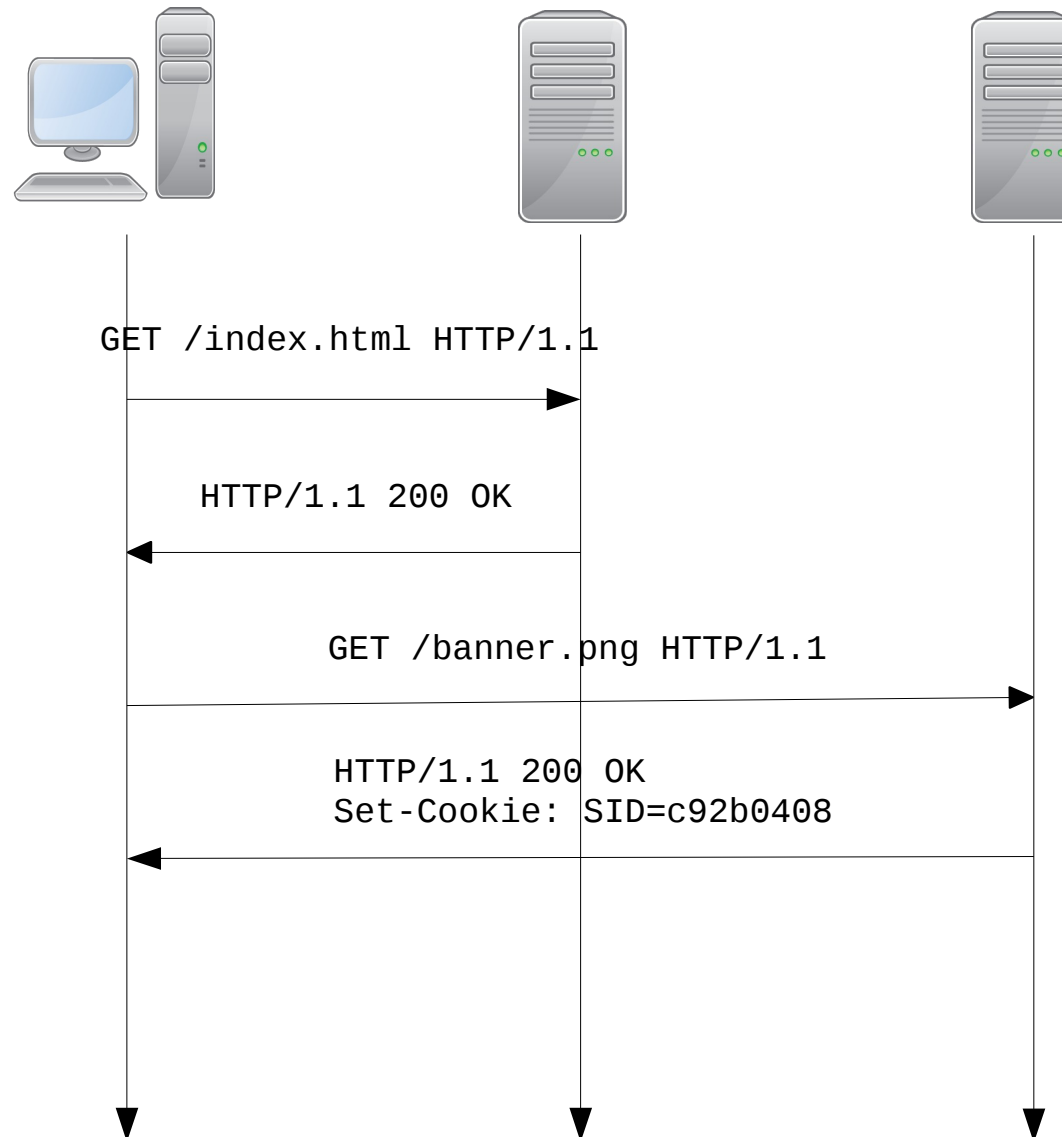 GET /index.html HTTP/1.1
HTTP/1.1 200 OK
GET /banner.png HTTP/1.1
HTTP/1.1 200 OK
Set-Cookie: SID=c92b0408